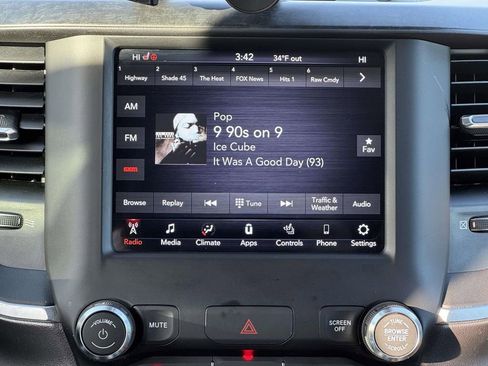 HI 3:42 34°F out HI
1 2 3 4 5 6
Highway Shade 45 The Heat FOX News Hits 1 Raw Cmdy
AM
FM
sxm
Pop
9 90s on 9
Ice Cube
It Was A Good Day (93)
Fav
Browse Replay Tune Traffic & Weather Audio
Radio Media Climate Apps Controls Phone Settings
VOLUME
MUTE
SCREEN OFF
TUNE
BROWSE
ENTER
SCROLL